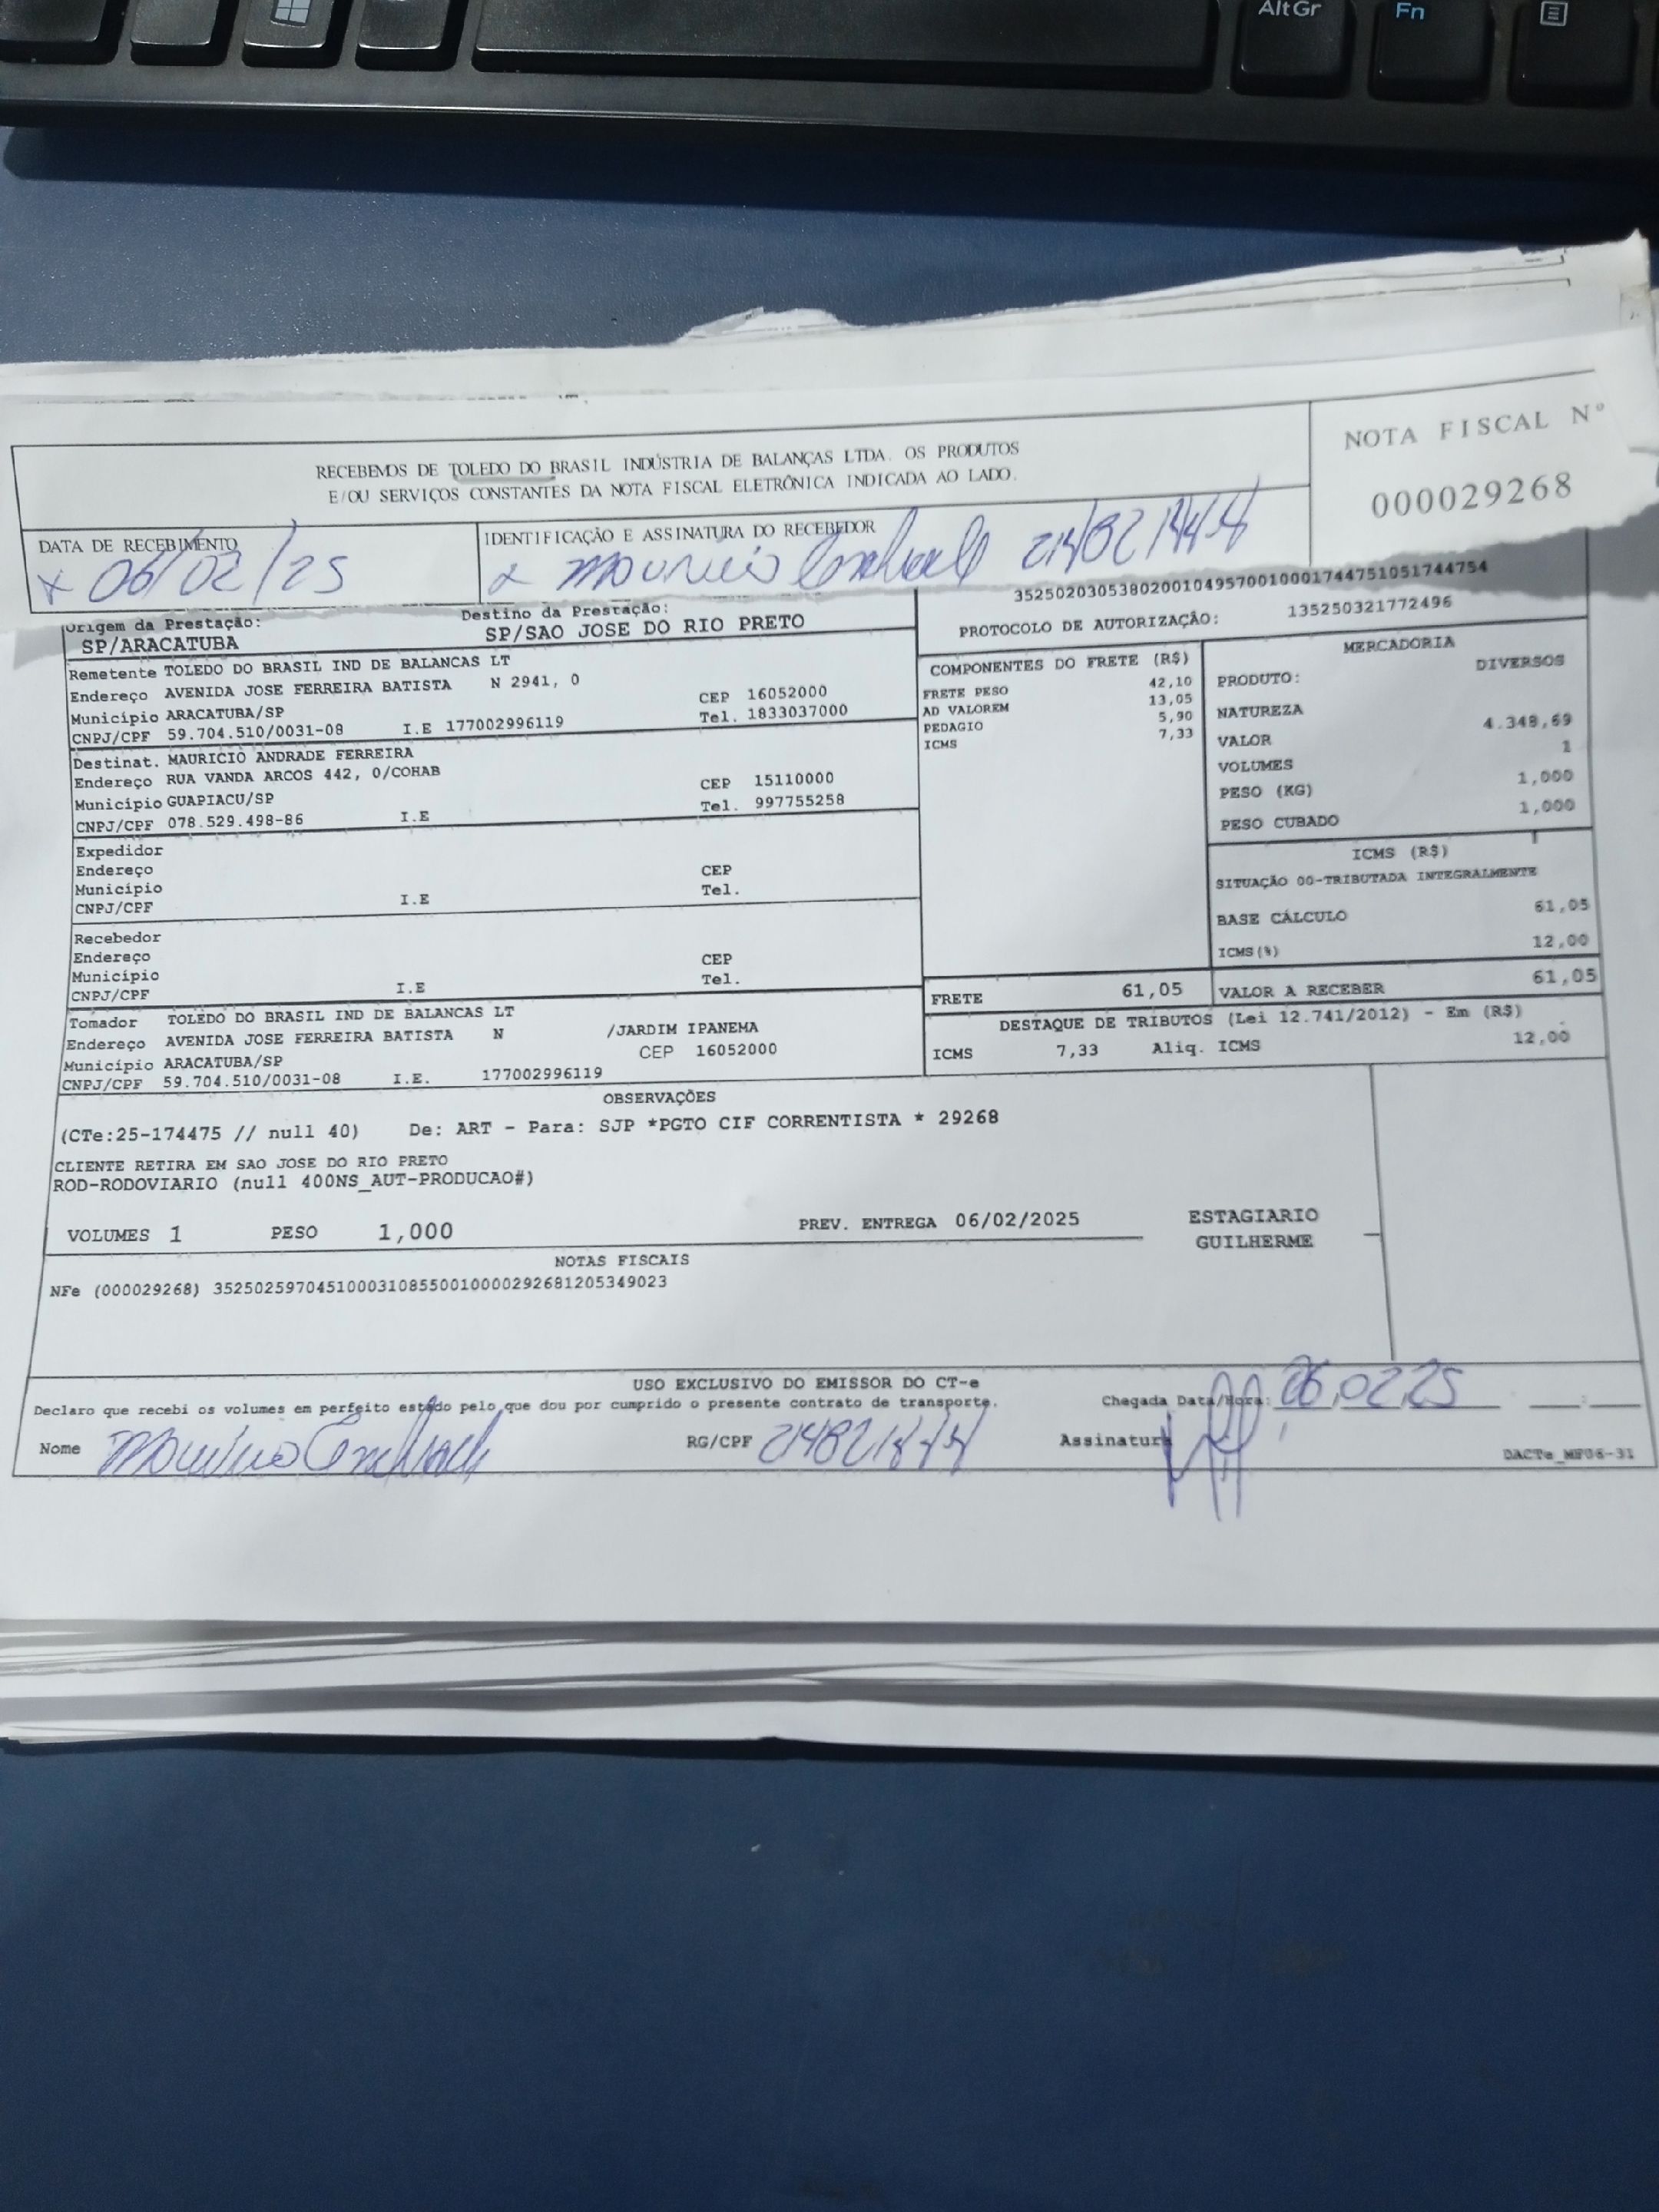 AltGr
Fn
RECEBEMOS DE TOLEDO DO BRASIL INDÚSTRIA DE BALANÇAS LTDA. OS PRODUTOS
E/OU SERVIÇOS CONSTANTES DA NOTA FISCAL ELETRÔNICA INDICADA AO LADO.
NOTA FISCAL Nº
000029268
DATA DE RECEBIMENTO
x 06/02/25
IDENTIFICAÇÃO E ASSINATURA DO RECEBEDOR
x Mauricio Andrade
35250203053802001049570010001744751051744754
Origem da Prestação:
SP/ARACATUBA
Destino da Prestação:
SP/SAO JOSE DO RIO PRETO
PROTOCOLO DE AUTORIZAÇÃO: 135250321772496
Remetente TOLEDO DO BRASIL IND DE BALANCAS LT
Endereço AVENIDA JOSE FERREIRA BATISTA N 2941, 0 CEP 16052000
Município ARACATUBA/SP Tel. 1833037000
CNPJ/CPF 59.704.510/0031-08 I.E 177002996119
Destinat. MAURICIO ANDRADE FERREIRA
Endereço RUA VANDA ARCOS 442, 0/COHAB CEP 15110000
Município GUAPIACU/SP Tel. 997755258
CNPJ/CPF 078.529.498-86 I.E
Expedidor
Endereço CEP
Município Tel.
CNPJ/CPF I.E
Recebedor
Endereço CEP
Município Tel.
CNPJ/CPF I.E
Tomador TOLEDO DO BRASIL IND DE BALANCAS LT
Endereço AVENIDA JOSE FERREIRA BATISTA N /JARDIM IPANEMA
Município ARACATUBA/SP CEP 16052000
CNPJ/CPF 59.704.510/0031-08 I.E. 177002996119
COMPONENTES DO FRETE (R$)
FRETE PESO 42,10
AD VALOREM 13,05
PEDAGIO 5,90
ICMS 7,33
MERCADORIA
PRODUTO: DIVERSOS
NATUREZA
VALOR 4.348,69
VOLUMES 1
PESO (KG) 1,000
PESO CUBADO 1,000
ICMS (R$)
SITUAÇÃO 00-TRIBUTADA INTEGRALMENTE
BASE CÁLCULO 61,05
ICMS(%) 12,00
FRETE 61,05 VALOR A RECEBER 61,05
DESTAQUE DE TRIBUTOS (Lei 12.741/2012) - Em (R$)
ICMS 7,33 Aliq. ICMS 12,00
OBSERVAÇÕES
(CTe:25-174475 // null 40) De: ART - Para: SJP *PGTO CIF CORRENTISTA * 29268
CLIENTE RETIRA EM SAO JOSE DO RIO PRETO
ROD-RODOVIARIO (null 400NS_AUT-PRODUCAO#)
VOLUMES 1 PESO 1,000 PREV. ENTREGA 06/02/2025 ESTAGIARIO
GUILHERME
NOTAS FISCAIS
NFe (000029268) 35250259704510003108550010000292681205349023
USO EXCLUSIVO DO EMISSOR DO CT-e
Declaro que recebi os volumes em perfeito estado pelo que dou por cumprido o presente contrato de transporte. Chegada Data/Hora: 06,02,25 :
Nome Mauricio Andrade RG/CPF Assinatura
DACTe_MF06-31